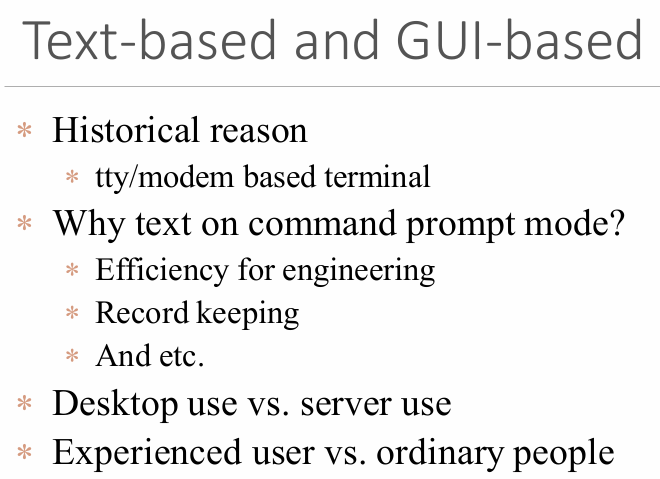 Text-based and GUI-based
* Historical reason
* tty/modem based terminal
* Why text on command prompt mode?
* Efficiency for engineering
* Record keeping
* And etc.
* Desktop use vs. server use
* Experienced user vs. ordinary people